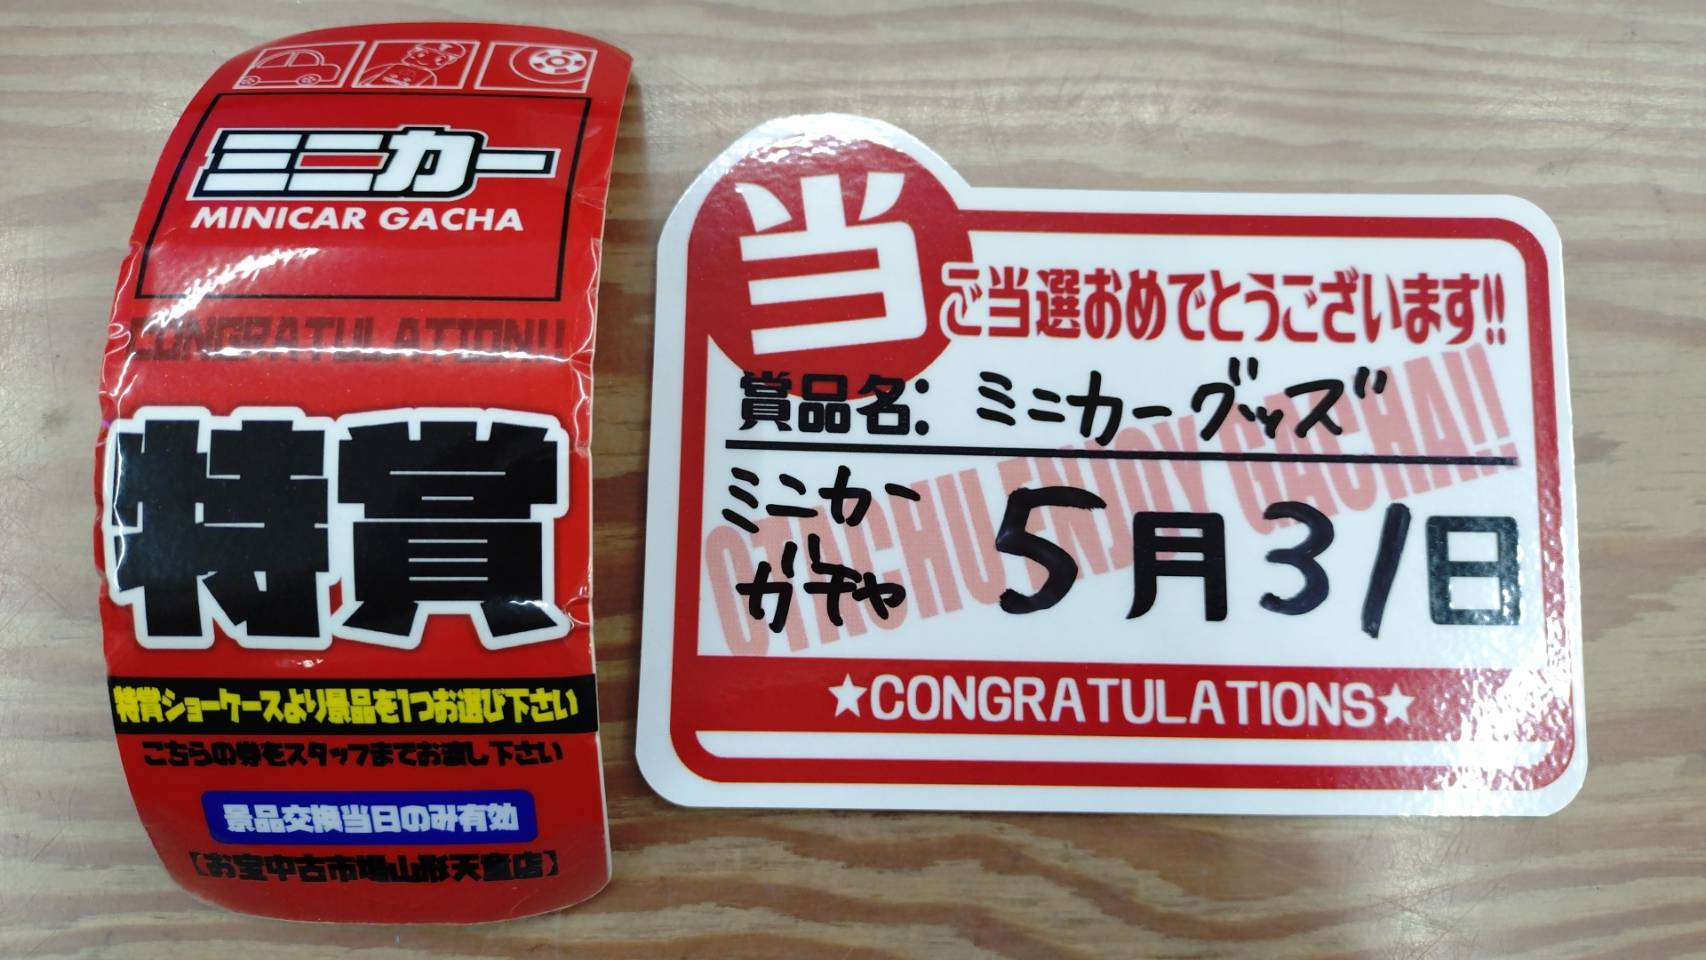 ミニカー
MINICAR GACHA
CONGRATULATION!!
特賞
特賞ショーケースより景品を1つお選び下さい
こちらの券をスタッフまでお渡し下さい
景品交換当日のみ有効
【お宝中古市場山形天童店】
当
ご当選おめでとうございます!!
賞品名: ミニカーグッズ
ミニカー
ガチャ
5月31日
OTACHU ENJOY GACHA!!
★CONGRATULATIONS★